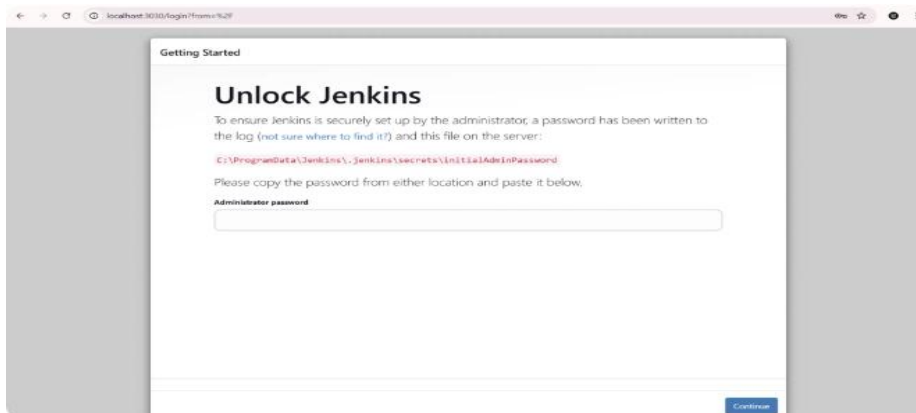 localhost:3030/login?from=%2F
Getting Started
Unlock Jenkins
To ensure Jenkins is securely set up by the administrator, a password has been written to
the log (not sure where to find it?) and this file on the server:
C:\ProgramData\Jenkins\.jenkins\secrets\initialAdminPassword
Please copy the password from either location and paste it below.
Administrator password
Continue